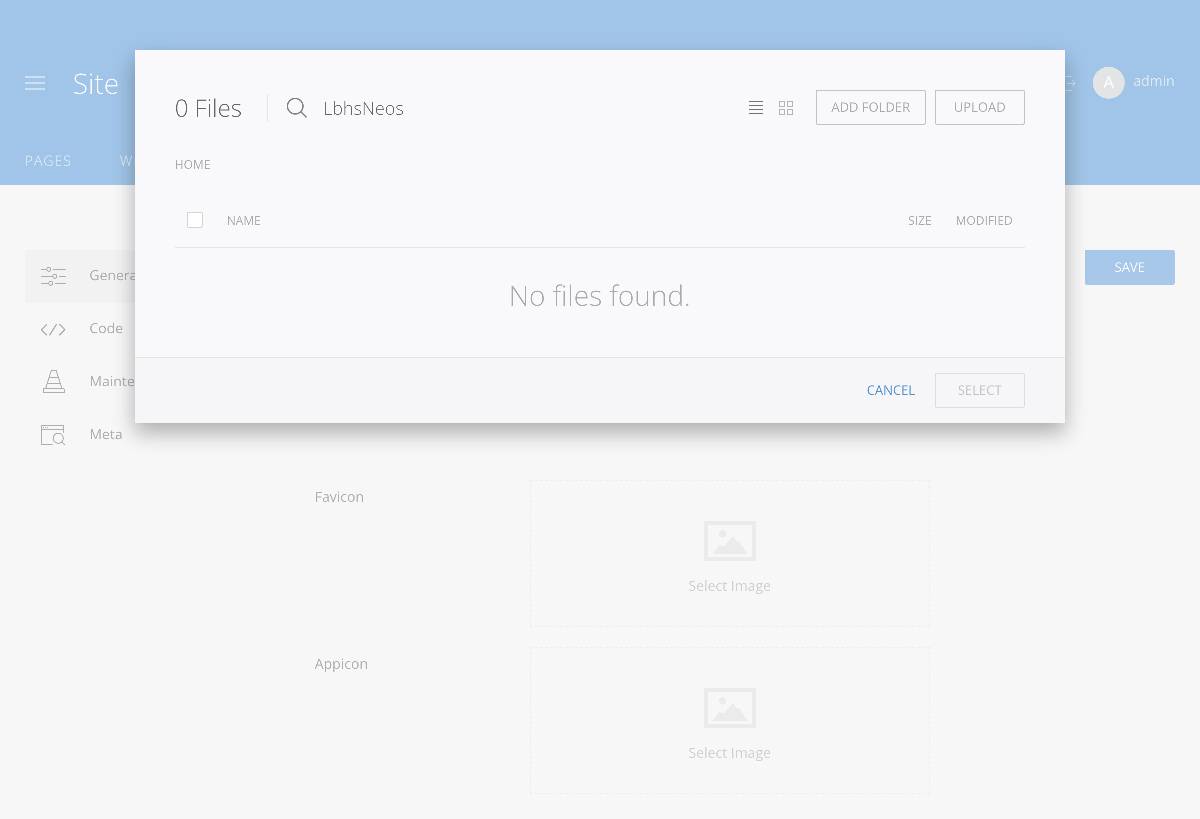 Site
A
admin
PAGES
W
0 Files
LbhsNeos
ADD FOLDER
UPLOAD
HOME
NAME
SIZE
MODIFIED
No files found.
CANCEL
SELECT
Genera
Code
Mainte
Meta
SAVE
Favicon
Select Image
Appicon
Select Image